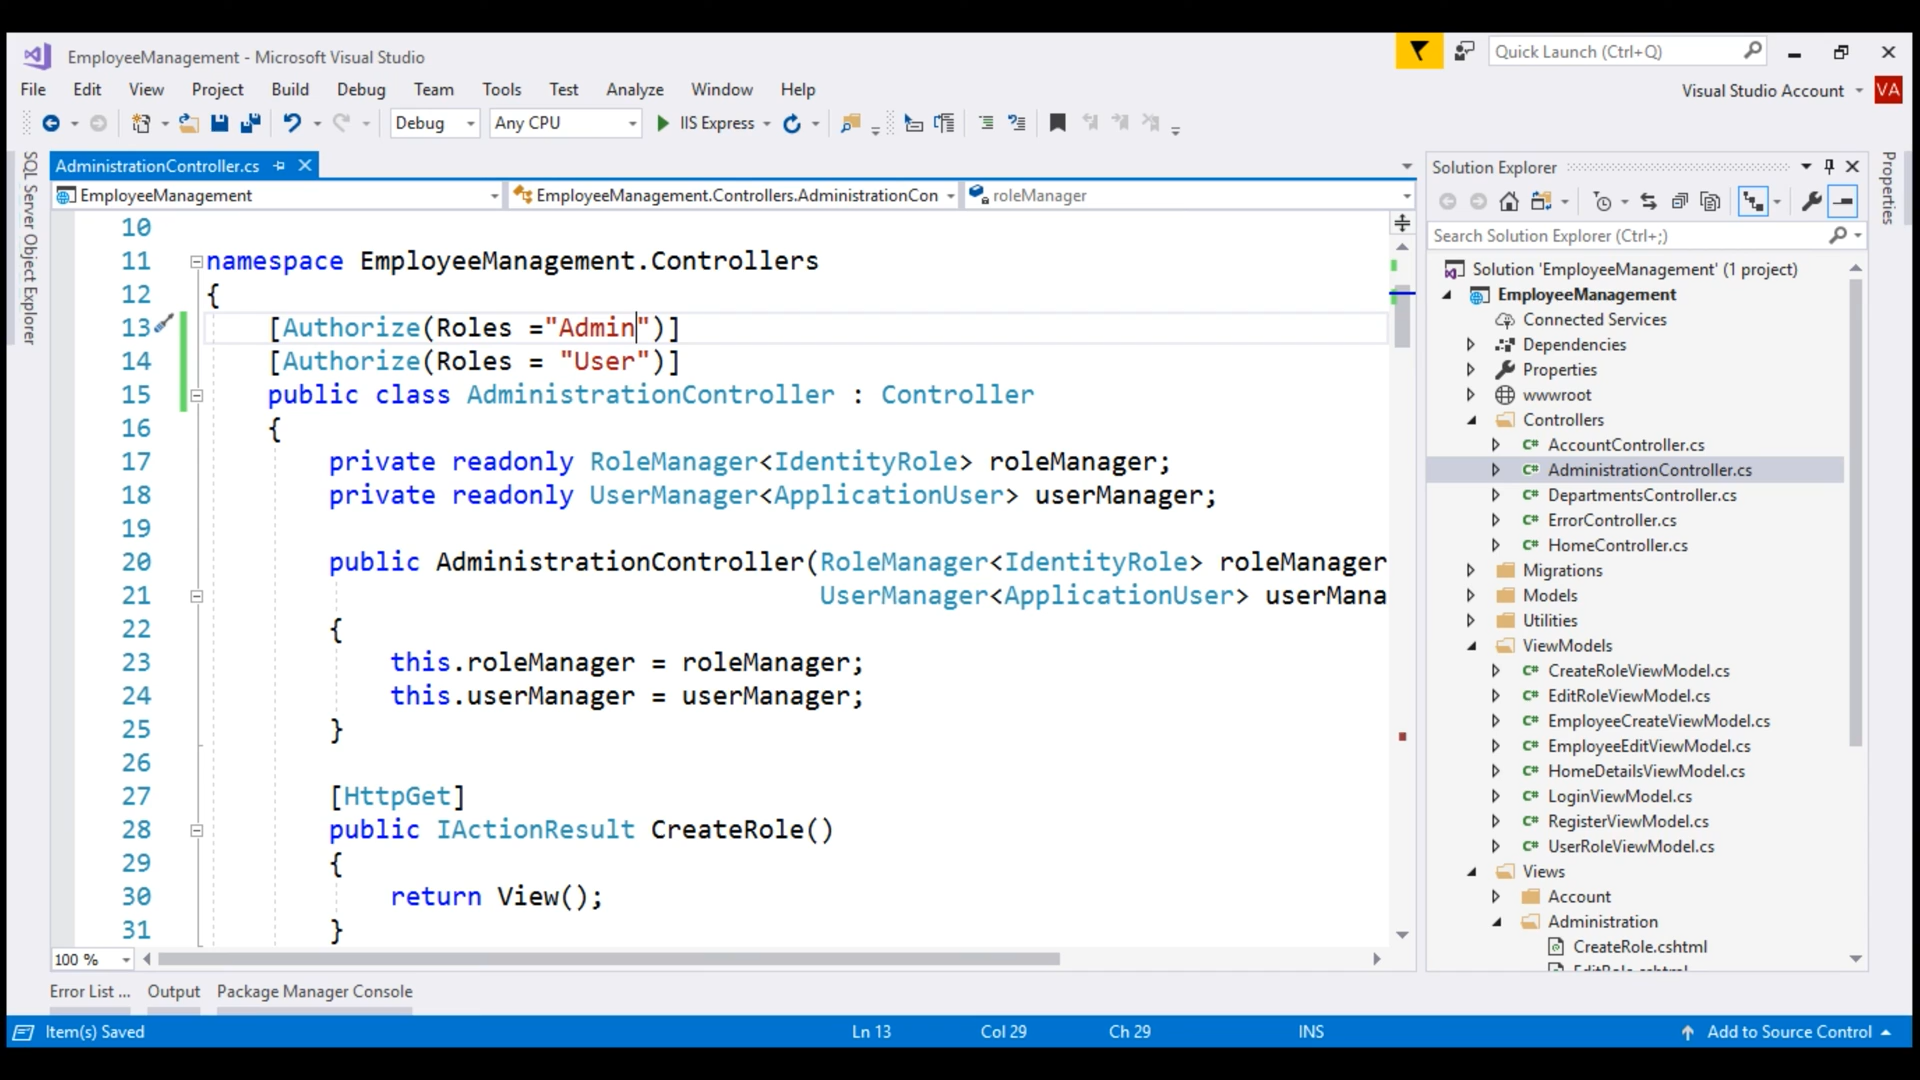 EmployeeManagement - Microsoft Visual Studio
Quick Launch (Ctrl+Q)
File Edit View Project Build Debug Team Tools Test Analyze Window Help
Visual Studio Account VA
Debug Any CPU IIS Express
SQL Server Object Explorer
AdministrationController.cs
EmployeeManagement EmployeeManagement.Controllers.AdministrationCon roleManager
10
11 namespace EmployeeManagement.Controllers
12 {
13 [Authorize(Roles ="Admin")]
14 [Authorize(Roles = "User")]
15 public class AdministrationController : Controller
16 {
17 private readonly RoleManager<IdentityRole> roleManager;
18 private readonly UserManager<ApplicationUser> userManager;
19
20 public AdministrationController(RoleManager<IdentityRole> roleManager
21 UserManager<ApplicationUser> userMana
22 {
23 this.roleManager = roleManager;
24 this.userManager = userManager;
25 }
26
27 [HttpGet]
28 public IActionResult CreateRole()
29 {
30 return View();
31 }
100 %
Solution Explorer
Search Solution Explorer (Ctrl+;)
Solution 'EmployeeManagement' (1 project)
EmployeeManagement
Connected Services
Dependencies
Properties
wwwroot
Controllers
C# AccountController.cs
C# AdministrationController.cs
C# DepartmentsController.cs
C# ErrorController.cs
C# HomeController.cs
Migrations
Models
Utilities
ViewModels
C# CreateRoleViewModel.cs
C# EditRoleViewModel.cs
C# EmployeeCreateViewModel.cs
C# EmployeeEditViewModel.cs
C# HomeDetailsViewModel.cs
C# LoginViewModel.cs
C# RegisterViewModel.cs
C# UserRoleViewModel.cs
Views
Account
Administration
CreateRole.cshtml
EditRole.cshtml
Properties
Error List ... Output Package Manager Console
Item(s) Saved Ln 13 Col 29 Ch 29 INS Add to Source Control